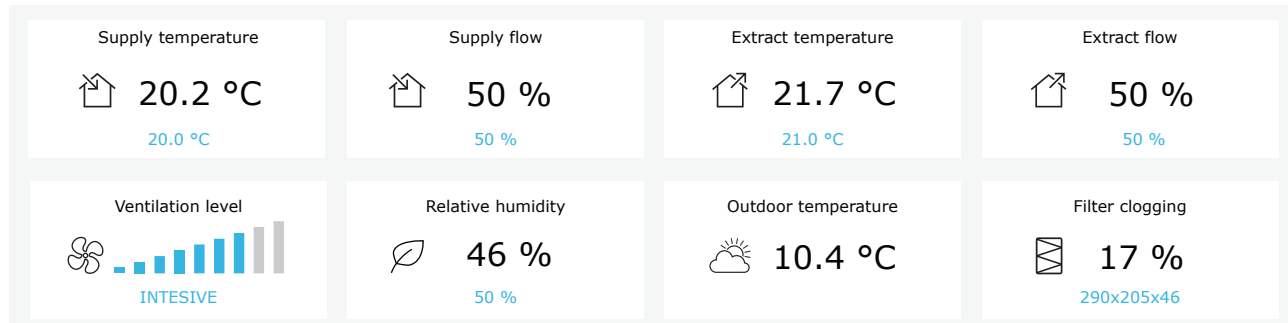 Supply temperature
20.2 °C
20.0 °C
Supply flow
50 %
50 %
Extract temperature
21.7 °C
21.0 °C
Extract flow
50 %
50 %
Ventilation level
INTESIVE
Relative humidity
46 %
50 %
Outdoor temperature
10.4 °C
Filter clogging
17 %
290x205x46